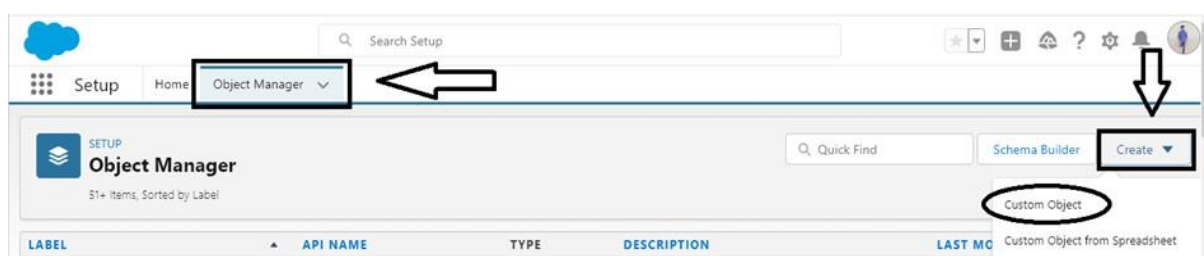 Search Setup
Setup Home Object Manager
SETUP
Object Manager
51+ Items, Sorted by Label
Quick Find
Schema Builder
Create
Custom Object
Custom Object from Spreadsheet
LABEL API NAME TYPE DESCRIPTION LAST MO